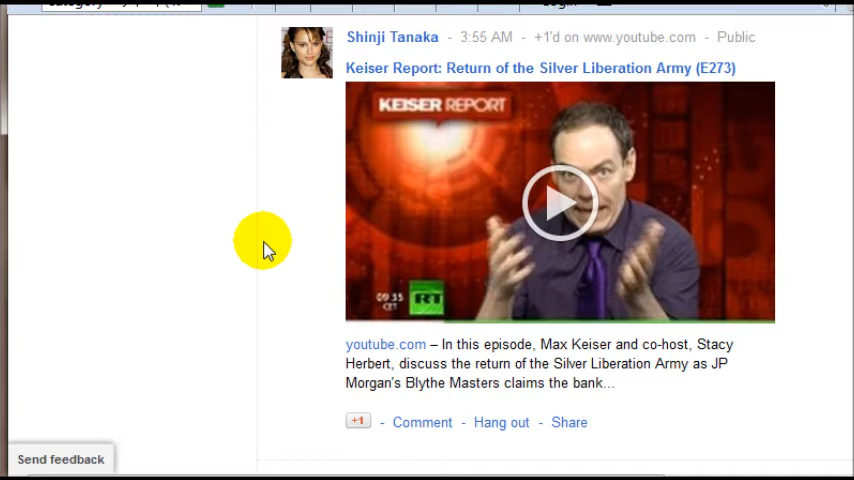 Shinji Tanaka - 3:55 AM - +1'd on www.youtube.com - Public
Keiser Report: Return of the Silver Liberation Army (E273)
KEISER REPORT
09:35
CET
RT
youtube.com – In this episode, Max Keiser and co-host, Stacy
Herbert, discuss the return of the Silver Liberation Army as JP
Morgan's Blythe Masters claims the bank...
+1 - Comment - Hang out - Share
Send feedback